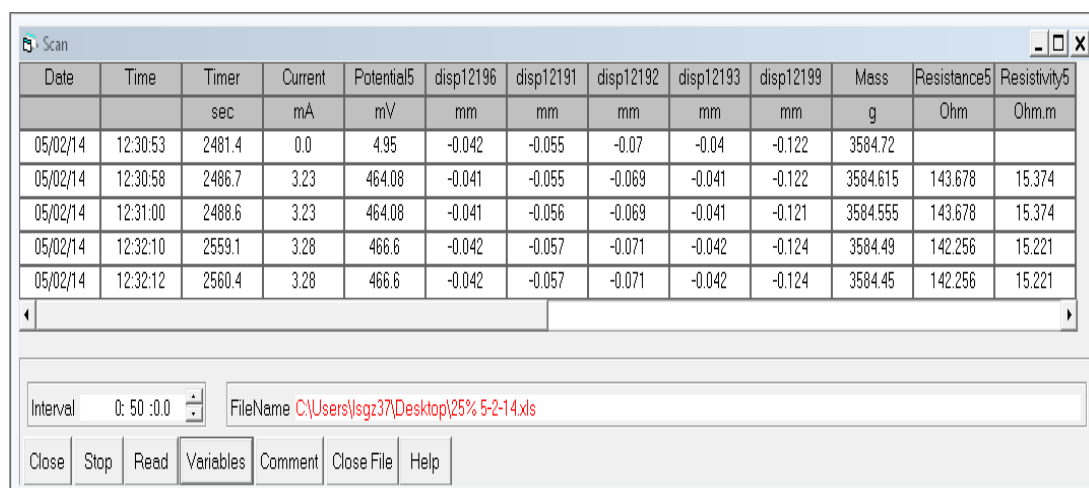 Scan
Date Time Timer Current Potential5 disp12196 disp12191 disp12192 disp12193 disp12199 Mass Resistance5 Resistivity5
sec mA mV mm mm mm mm mm g Ohm Ohm.m
05/02/14 12:30:53 2481.4 0.0 4.95 -0.042 -0.055 -0.07 -0.04 -0.122 3584.72
05/02/14 12:30:58 2486.7 3.23 464.08 -0.041 -0.055 -0.069 -0.041 -0.122 3584.615 143.678 15.374
05/02/14 12:31:00 2488.6 3.23 464.08 -0.041 -0.056 -0.069 -0.041 -0.121 3584.555 143.678 15.374
05/02/14 12:32:10 2559.1 3.28 466.6 -0.042 -0.057 -0.071 -0.042 -0.124 3584.49 142.256 15.221
05/02/14 12:32:12 2560.4 3.28 466.6 -0.042 -0.057 -0.071 -0.042 -0.124 3584.45 142.256 15.221
Interval 0: 50 :0.0 FileName C:\Users\lsgz37\Desktop\25% 5-2-14.xls
Close Stop Read Variables Comment Close File Help